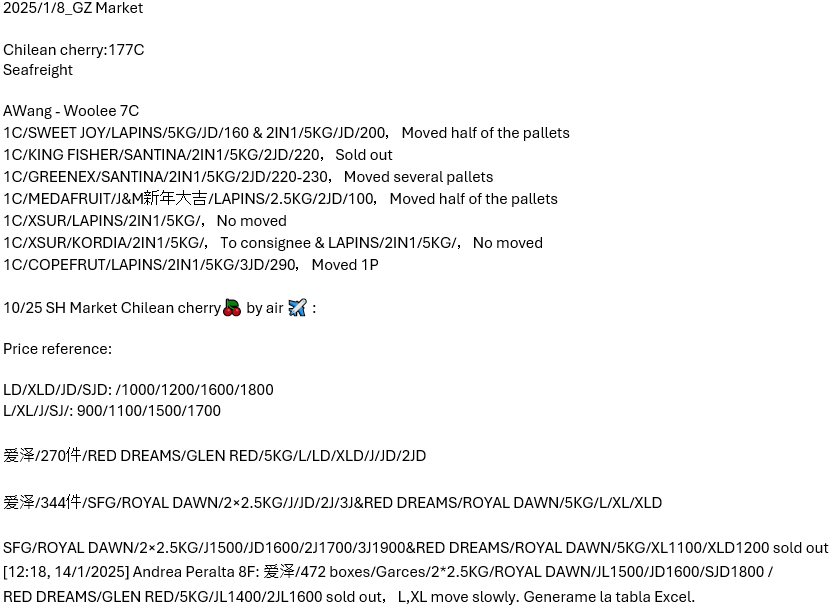 2025/1/8_GZ Market
Chilean cherry:177C
Seafreight
AWang - Woolee 7C
1C/SWEET JOY/LAPINS/5KG/JD/160 & 2IN1/5KG/JD/200， Moved half of the pallets
1C/KING FISHER/SANTINA/2IN1/5KG/2JD/220， Sold out
1C/GREENEX/SANTINA/2IN1/5KG/2JD/220-230， Moved several pallets
1C/MEDAFRUIT/J&M新年大吉/LAPINS/2.5KG/2JD/100， Moved half of the pallets
1C/XSUR/LAPINS/2IN1/5KG/， No moved
1C/XSUR/KORDIA/2IN1/5KG/， To consignee & LAPINS/2IN1/5KG/， No moved
1C/COPEFRUT/LAPINS/2IN1/5KG/3JD/290， Moved 1P
10/25 SH Market Chilean cherry🍒 by air ✈️ :
Price reference:
LD/XLD/JD/SJD: /1000/1200/1600/1800
L/XL/J/SJ/: 900/1100/1500/1700
爱泽/270件/RED DREAMS/GLEN RED/5KG/L/LD/XLD/J/JD/2JD
爱泽/344件/SFG/ROYAL DAWN/2×2.5KG/J/JD/2J/3J&RED DREAMS/ROYAL DAWN/5KG/L/XL/XLD
SFG/ROYAL DAWN/2×2.5KG/J1500/JD1600/2J1700/3J1900&RED DREAMS/ROYAL DAWN/5KG/XL1100/XLD1200 sold out
[12:18, 14/1/2025] Andrea Peralta 8F: 爱泽/472 boxes/Garces/2*2.5KG/ROYAL DAWN/JL1500/JD1600/SJD1800 /
RED DREAMS/GLEN RED/5KG/JL1400/2JL1600 sold out， L,XL move slowly. Generame la tabla Excel.